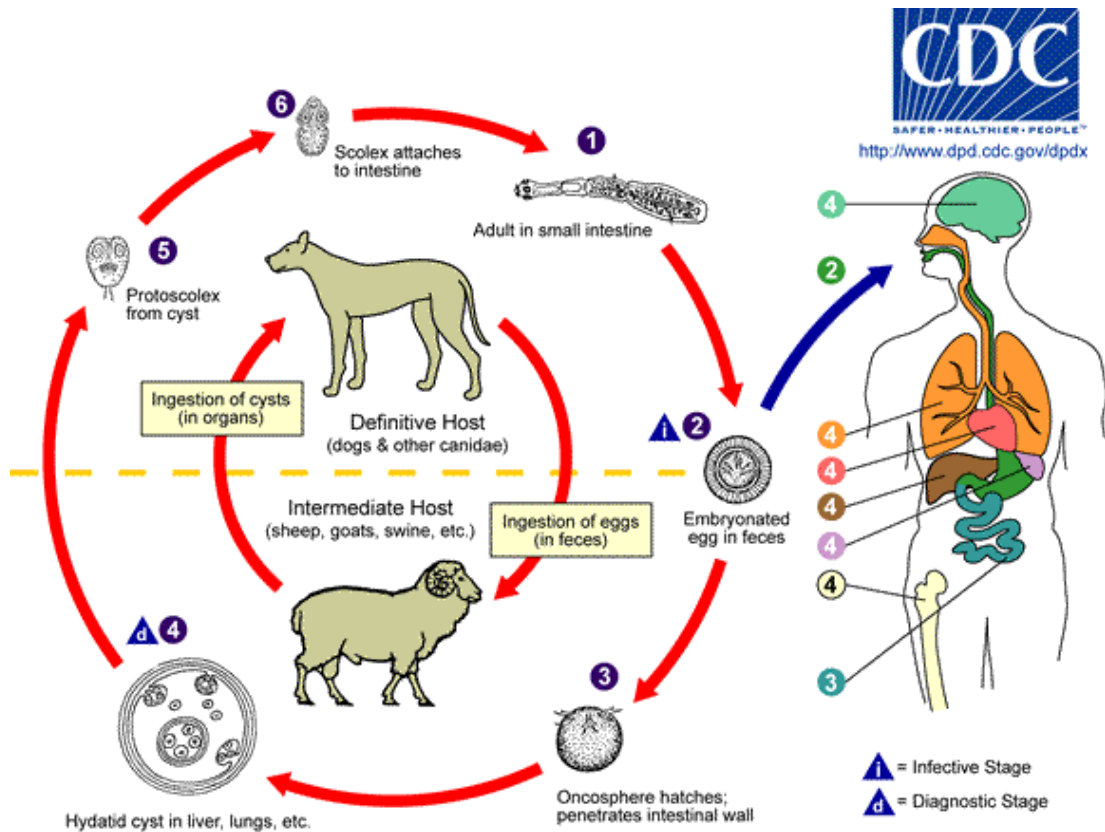 CDC
SAFER•HEALTHIER•PEOPLE™
http://www.dpd.cdc.gov/dpdx
6
Scolex attaches
to intestine
1
Adult in small intestine
5
Protoscolex
from cyst
Ingestion of cysts
(in organs)
Definitive Host
(dogs & other canidae)
i 2
Embryonated
egg in feces
Intermediate Host
(sheep, goats, swine, etc.)
Ingestion of eggs
(in feces)
d 4
Hydatid cyst in liver, lungs, etc.
3
Oncosphere hatches;
penetrates intestinal wall
4
2
4
4
4
4
4
3
i = Infective Stage
d = Diagnostic Stage